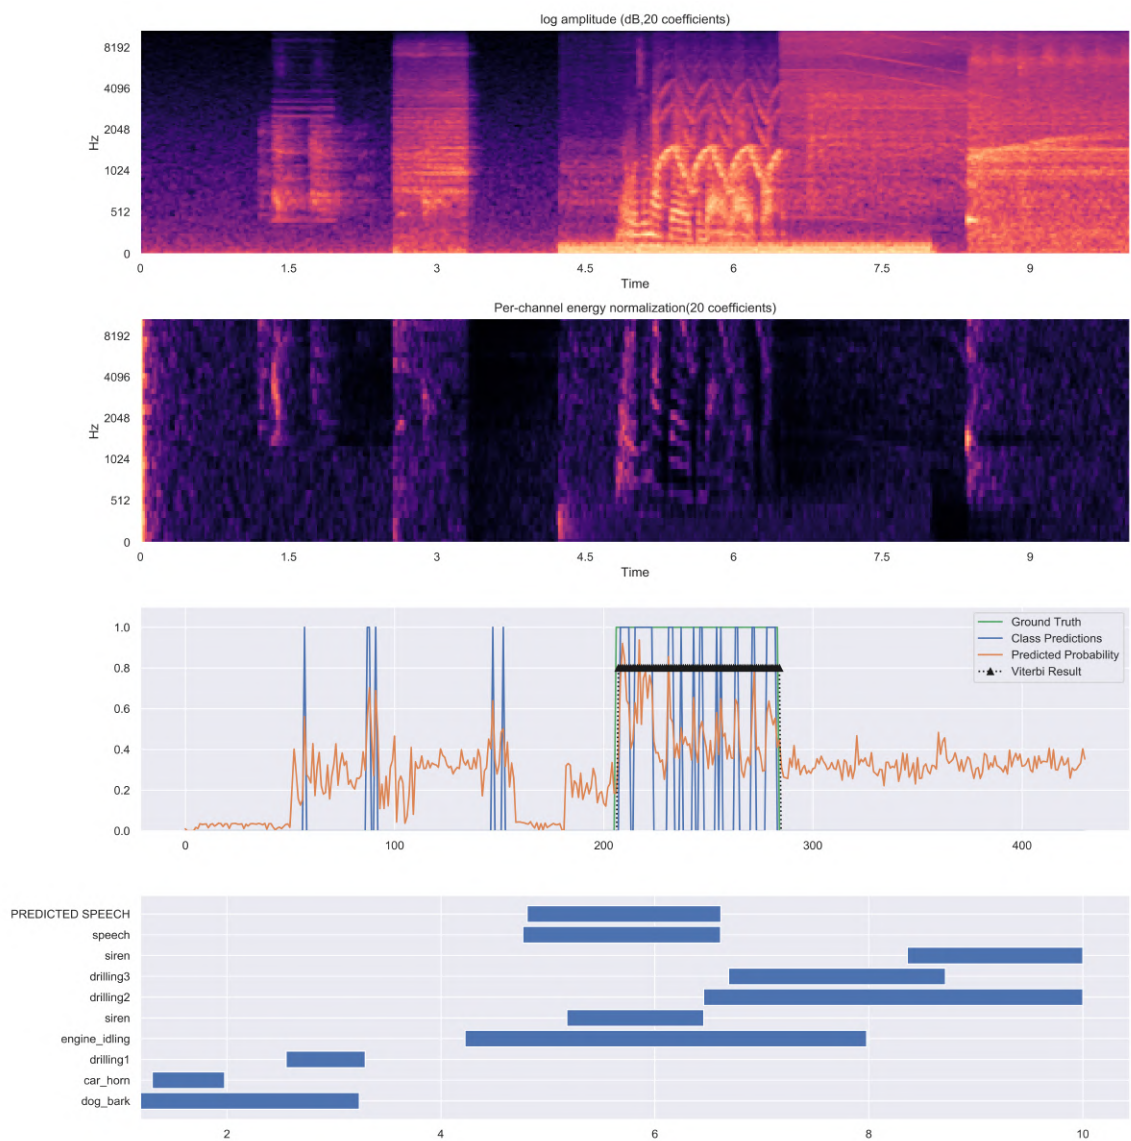 log amplitude (dB,20 coefficients)
8192
4096
2048
1024
512
0
Hz
0 1.5 3 4.5 6 7.5 9
Time
Per-channel energy normalization(20 coefficients)
8192
4096
2048
1024
512
0
Hz
0 1.5 3 4.5 6 7.5 9
Time
1.0
0.8
0.6
0.4
0.2
0.0
Ground Truth
Class Predictions
Predicted Probability
Viterbi Result
0 100 200 300 400
PREDICTED SPEECH
speech
siren
drilling3
drilling2
siren
engine_idling
drilling1
car_horn
dog_bark
2 4 6 8 10